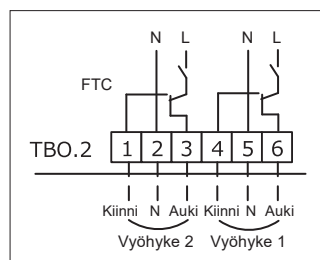 N L N L
FTC
TBO.2 1 2 3 4 5 6
Kiinni N Auki Kiinni N Auki
Vyöhyke 2 Vyöhyke 1